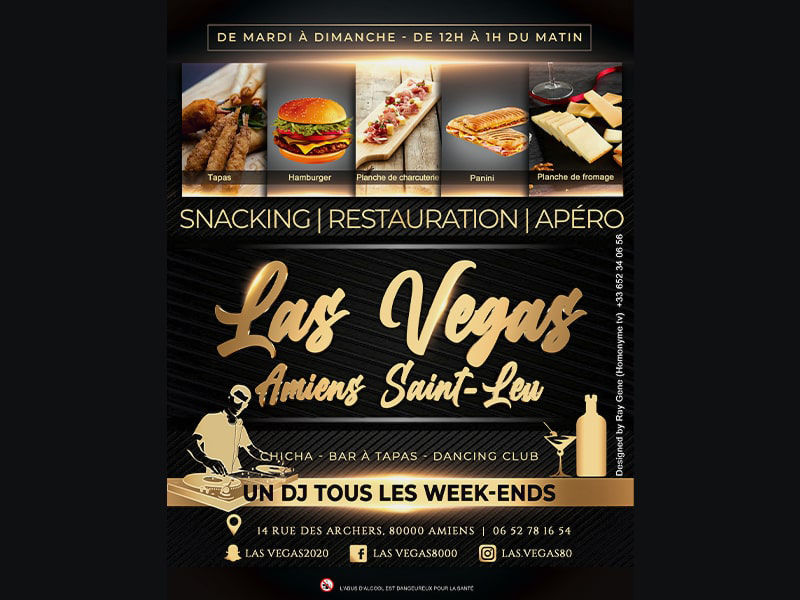 DE MARDI À DIMANCHE - DE 12H À 1H DU MATIN
Tapas
Hamburger
Planche de charcuterie
Panini
Planche de fromage
SNACKING | RESTAURATION | APÉRO
Las Vegas
Amiens Saint-Leu
Designed by Ray Gene (Homonyme tv) +33 652 34 06 56
CHICHA - BAR À TAPAS - DANCING CLUB
UN DJ TOUS LES WEEK-ENDS
14 RUE DES ARCHERS, 80000 AMIENS | 06 52 78 16 54
LAS VEGAS2020 LAS VEGAS8000 LAS.VEGAS80
L'ABUS D'ALCOOL EST DANGEUREUX POUR LA SANTÉ